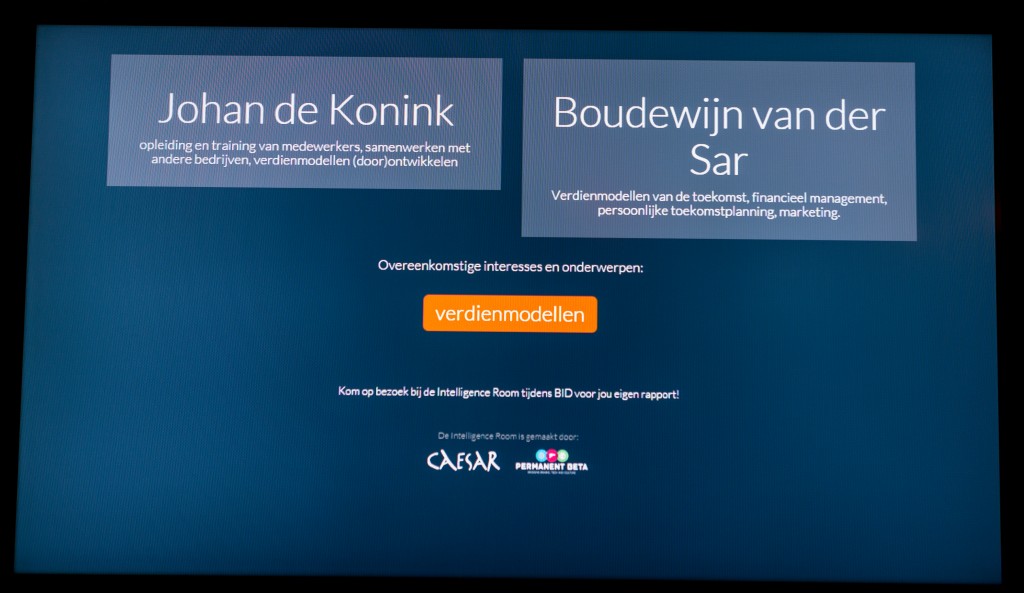 Johan de Konink
opleiding en training van medewerkers, samenwerken met
andere bedrijven, verdienmodellen (door)ontwikkelen
Boudewijn van der
Sar
Verdienmodellen van de toekomst, financieel management,
persoonlijke toekomstplanning, marketing.
Overeenkomstige interesses en onderwerpen:
verdienmodellen
Kom op bezoek bij de Intelligence Room tijdens BID voor jou eigen rapport!
De Intelligence Room is gemaakt door:
CAESAR
PERMANENT BETA